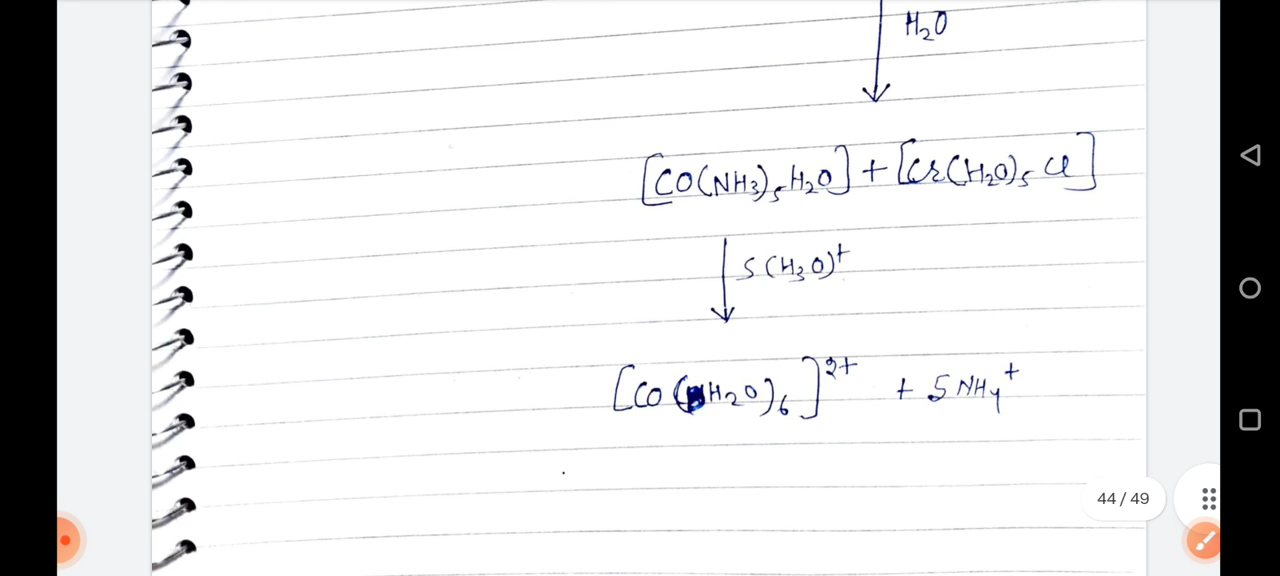 H₂O
[CO(NH₃)₅H₂O] + [Cr(H₂O)₅Cl]
5(H₃O)⁺
[CO(H₂O)₆]²⁺ + 5NH₄⁺
44 / 49